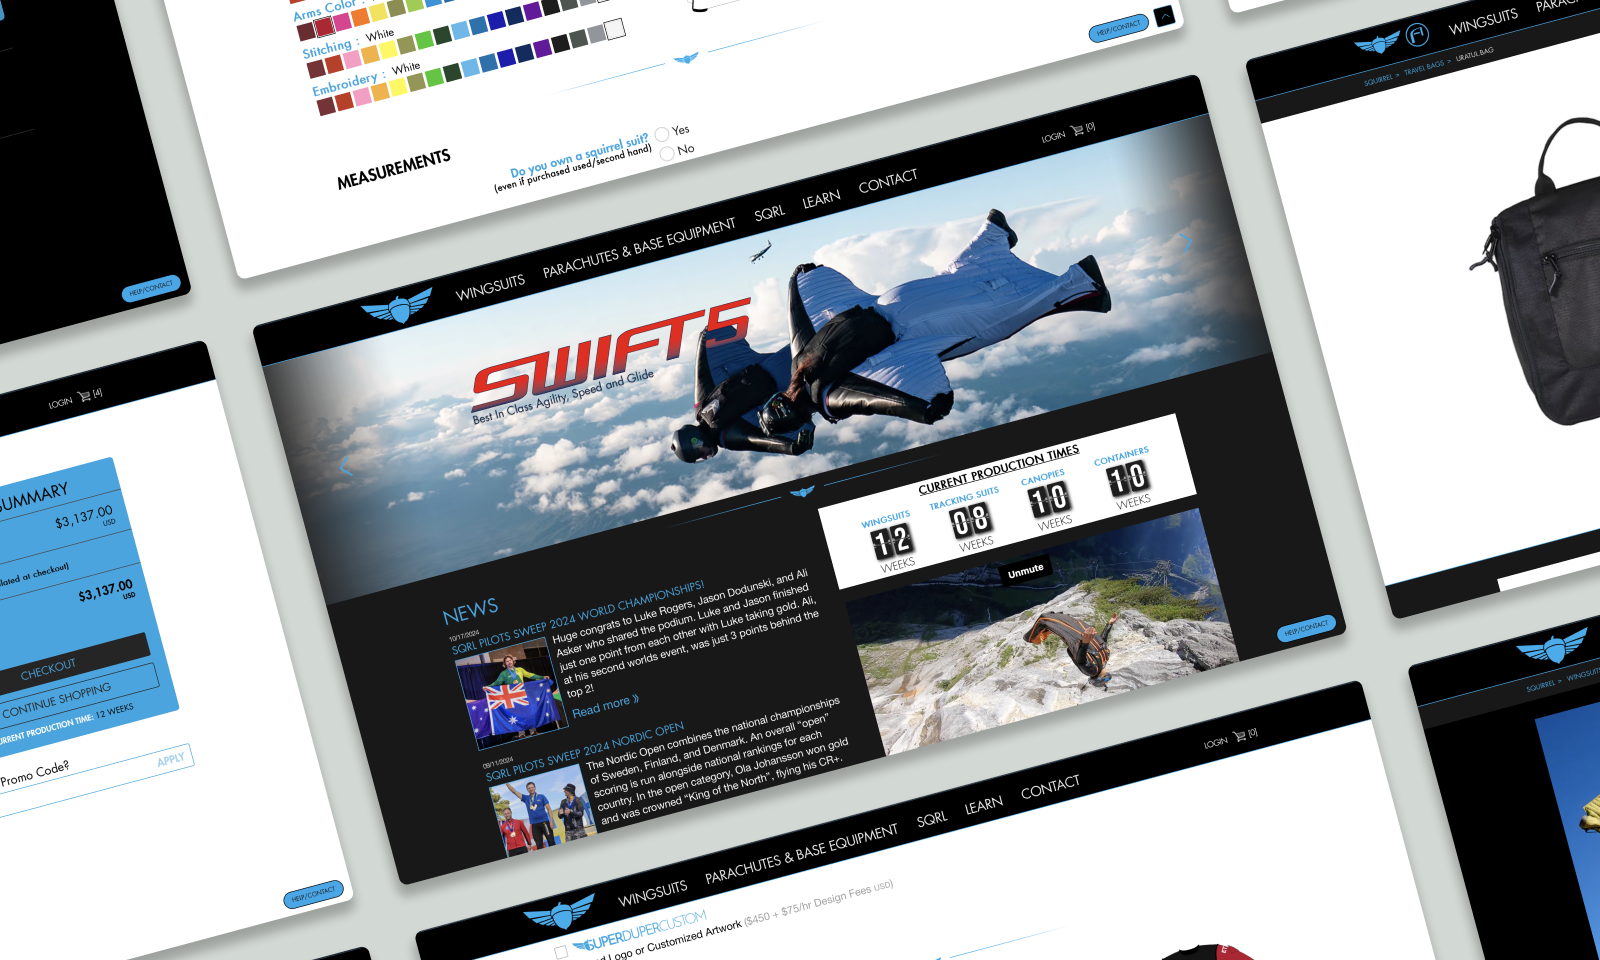 Arms Color :
Stitching : White
Embroidery : White
MEASUREMENTS
Do you own a squirrel suit?
(even if purchased used/second hand)
Yes
No
HELP/CONTACT
WINGSUITS
SQUIRREL > TRAVEL BAGS > URATUL BAG
HELP/CONTACT
LOGIN [0]
WINGSUITS PARACHUTES & BASE EQUIPMENT SQRL LEARN CONTACT
SWIFT5
Best In Class Agility, Speed and Glide
CURRENT PRODUCTION TIMES
WINGSUITS TRACKING SUITS CANOPIES CONTAINERS
12 08 10 10
WEEKS WEEKS WEEKS WEEKS
Unmute
NEWS
10/17/2024
SQRL PILOTS SWEEP 2024 WORLD CHAMPIONSHIPS!
Huge congrats to Luke Rogers, Jason Dodunski, and Ali
Asker who shared the podium. Luke and Jason finished
just one point from each other with Luke taking gold. Ali,
at his second worlds event, was just 3 points behind the
top 2!
Read more »
09/11/2024
SQRL PILOTS SWEEP 2024 NORDIC OPEN
The Nordic Open combines the national championships
of Sweden, Finland, and Denmark. An overall "open"
scoring is run alongside national rankings for each
country. In the open category, Ola Johansson won gold
and was crowned "King of the North", flying his CR+.
HELP/CONTACT
LOGIN [4]
SUMMARY
$3,137.00
USD
at checkout)
$3,137.00
USD
CHECKOUT
CONTINUE SHOPPING
PRODUCTION TIME: 12 WEEKS
Promo Code?
APPLY
HELP/CONTACT
LOGIN [0]
WINGSUITS PARACHUTES & BASE EQUIPMENT SQRL LEARN CONTACT
SUPERDUPERCUSTOM
Logo or Customized Artwork ($450 + $75/hr Design Fees USD)
SQUIRREL > WINGSUITS